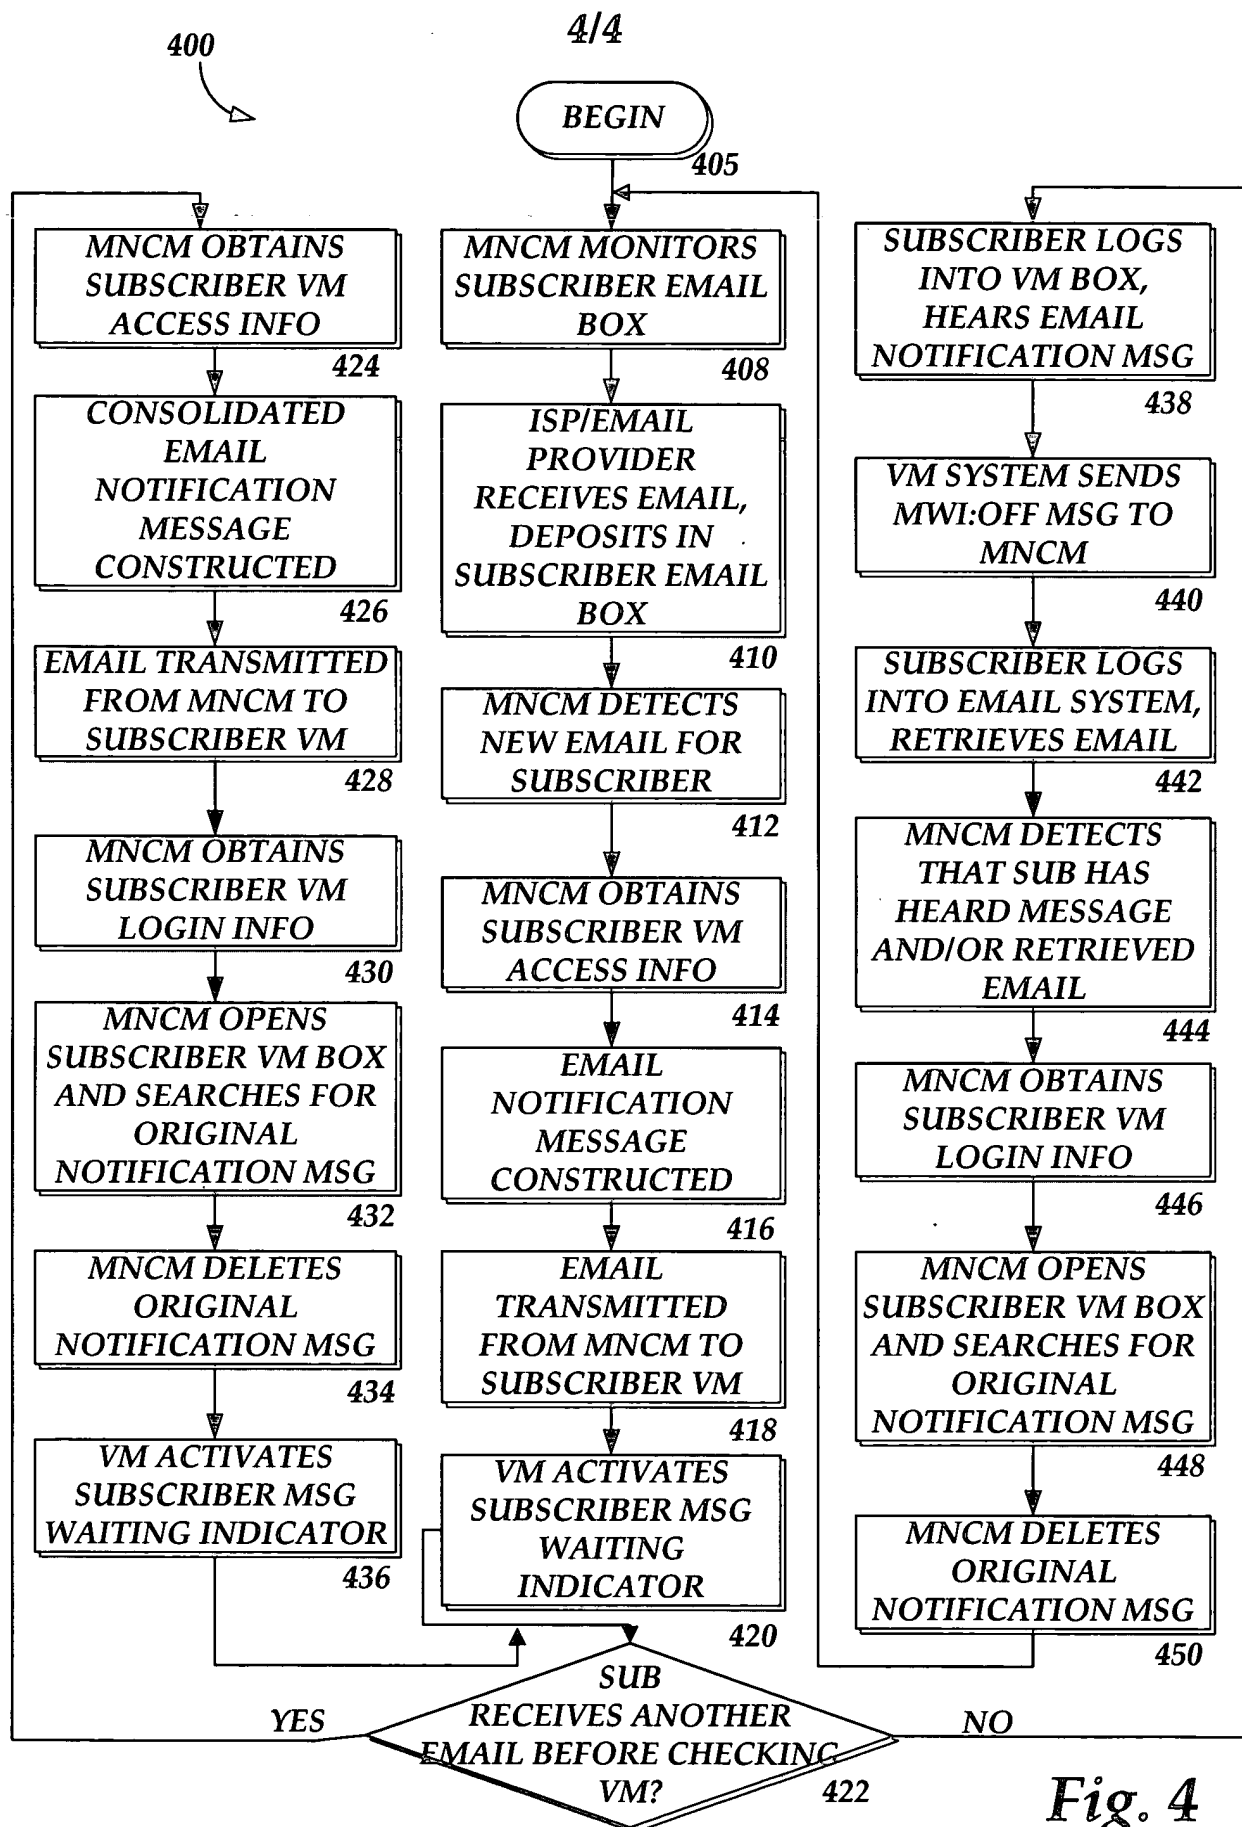 4/4
400
BEGIN
405
MNCM OBTAINS
SUBSCRIBER VM
ACCESS INFO
424
CONSOLIDATED
EMAIL
NOTIFICATION
MESSAGE
CONSTRUCTED
426
EMAIL TRANSMITTED
FROM MNCM TO
SUBSCRIBER VM
428
MNCM OBTAINS
SUBSCRIBER VM
LOGIN INFO
430
MNCM OPENS
SUBSCRIBER VM BOX
AND SEARCHES FOR
ORIGINAL
NOTIFICATION MSG
432
MNCM DELETES
ORIGINAL
NOTIFICATION MSG
434
VM ACTIVATES
SUBSCRIBER MSG
WAITING INDICATOR
436
MNCM MONITORS
SUBSCRIBER EMAIL
BOX
408
ISP/EMAIL
PROVIDER
RECEIVES EMAIL,
DEPOSITS IN
SUBSCRIBER EMAIL
BOX
410
MNCM DETECTS
NEW EMAIL FOR
SUBSCRIBER
412
MNCM OBTAINS
SUBSCRIBER VM
ACCESS INFO
414
EMAIL
NOTIFICATION
MESSAGE
CONSTRUCTED
416
EMAIL
TRANSMITTED
FROM MNCM TO
SUBSCRIBER VM
418
VM ACTIVATES
SUBSCRIBER MSG
WAITING
INDICATOR
420
SUBSCRIBER LOGS
INTO VM BOX,
HEARS EMAIL
NOTIFICATION MSG
438
VM SYSTEM SENDS
MWI:OFF MSG TO
MNCM
440
SUBSCRIBER LOGS
INTO EMAIL SYSTEM,
RETRIEVES EMAIL
442
MNCM DETECTS
THAT SUB HAS
HEARD MESSAGE
AND/OR RETRIEVED
EMAIL
444
MNCM OBTAINS
SUBSCRIBER VM
LOGIN INFO
446
MNCM OPENS
SUBSCRIBER VM BOX
AND SEARCHES FOR
ORIGINAL
NOTIFICATION MSG
448
MNCM DELETES
ORIGINAL
NOTIFICATION MSG
450
YES
SUB
RECEIVES ANOTHER
EMAIL BEFORE CHECKING
VM?
422
NO
Fig. 4